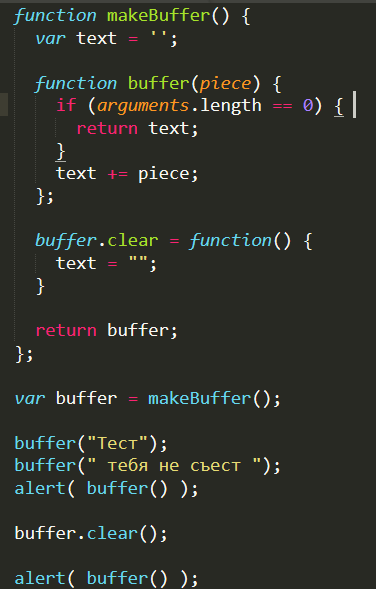 function makeBuffer() {
  var text = '';

  function buffer(piece) {
    if (arguments.length == 0) {
      return text;
    }
    text += piece;
  };

  buffer.clear = function() {
    text = "";
  }

  return buffer;
};

var buffer = makeBuffer();

buffer("Тест");
buffer(" тебя не съест ");
alert( buffer() );

buffer.clear();

alert( buffer() );